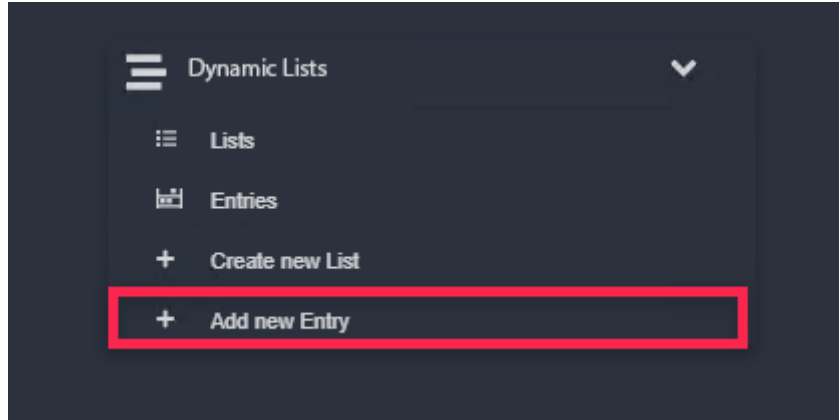 Dynamic Lists
Lists
Entries
Create new List
Add new Entry